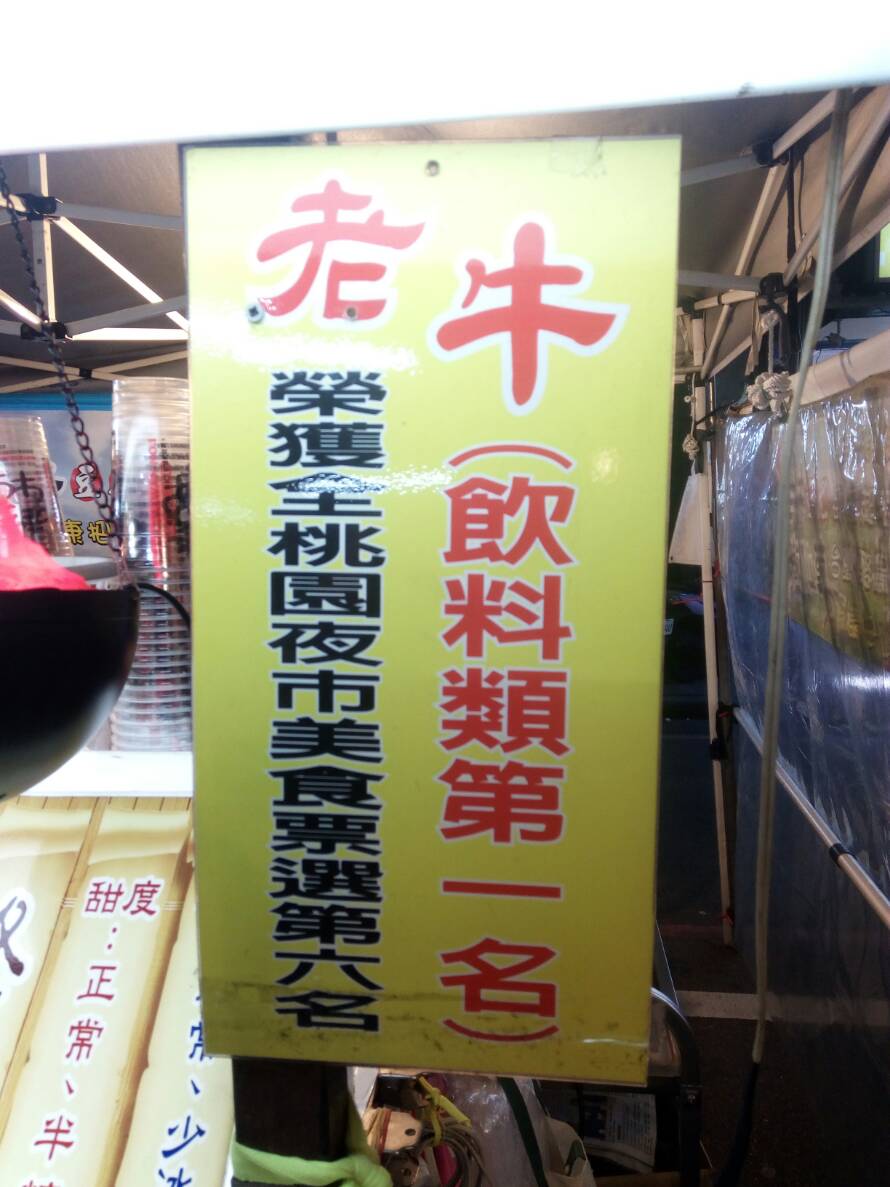 老牛
榮獲全桃園夜市美食票選第六名
(飲料類第一名)
甜度：正常、半
常、少冰